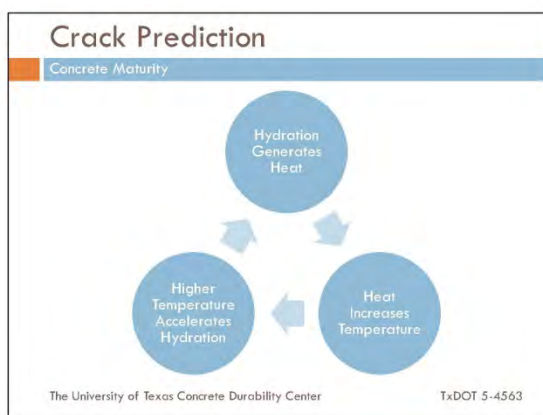 Crack Prediction
Concrete Maturity
Hydration
Generates
Heat
Heat
Increases
Temperature
Higher
Temperature
Accelerates
Hydration
The University of Texas Concrete Durability Center
TxDOT 5-4563